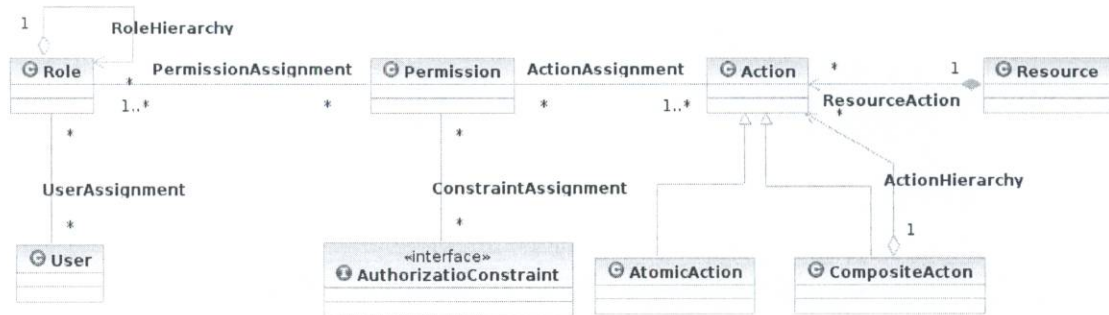 1
RoleHierarchy
C Role
*
PermissionAssignment
C Permission
ActionAssignment
C Action
*
1
C Resource
1..*
*
*
1..*
ResourceAction
*
*
*
UserAssignment
ConstraintAssignment
ActionHierarchy
*
*
1
C User
«interface»
I AuthorizatioConstraint
C AtomicAction
C CompositeActon